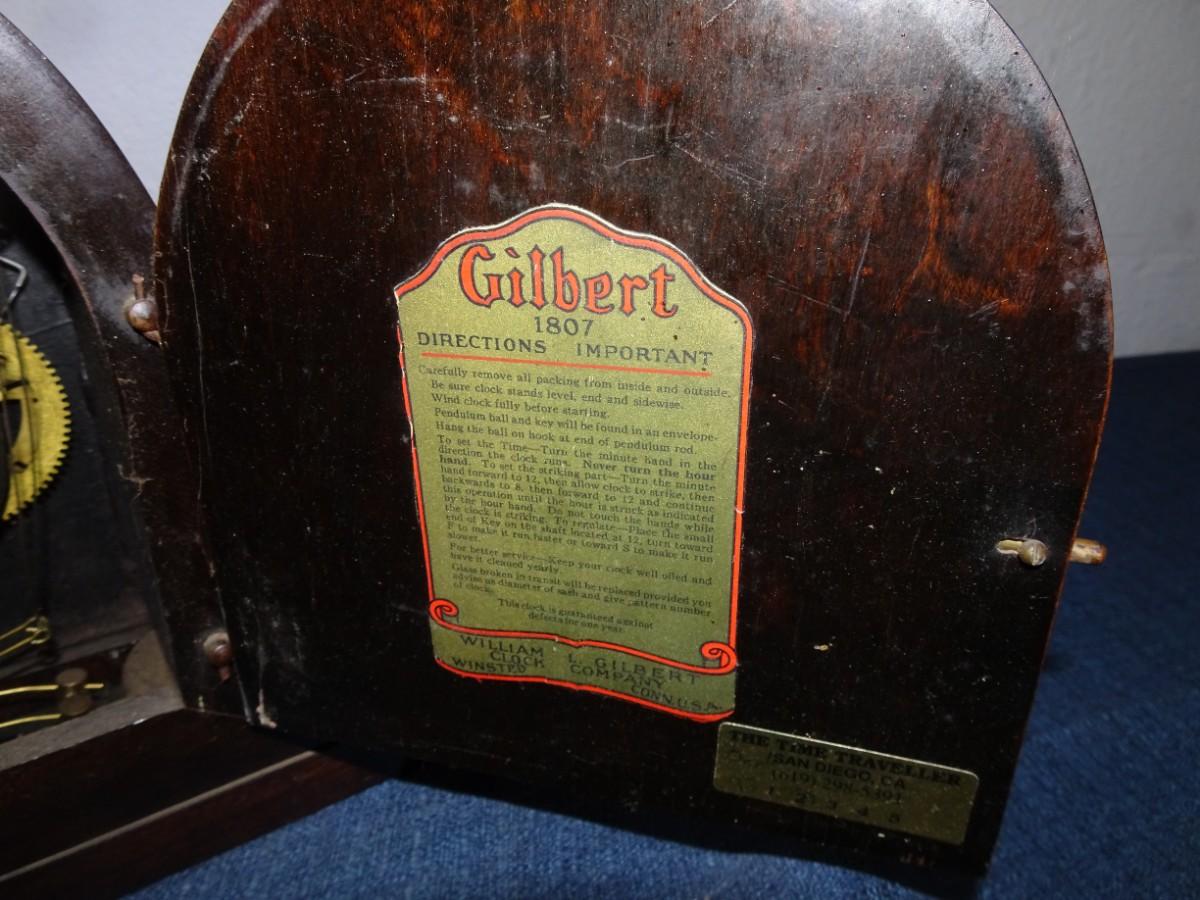 Gilbert
1807
DIRECTIONS IMPORTANT
Carefully remove all packing from inside and outside.
Be sure clock stands level, end and sidewise.
Wind clock fully before starting.
Pendulum ball and key will be found in an envelope-
Hang the ball on hook at end of pendulum rod.
To set the Time—Turn the minute hand in the
direction the clock runs. Never turn the hour
hand. To set the striking part—Turn the minute
hand forward to 12, then allow clock to strike, then
backwards to 8, then forward to 12 and continue
this operation until the hour is struck as indicated
by the hour hand. Do not touch the hands while
the clock is striking. To regulate—Place the small
end of Key on the shaft located at 12, turn toward
F to make it run faster or toward S to make it run
slower.
For better service—Keep your clock well oiled and
have it cleaned yearly.
Glass broken in transit will be replaced provided you
advise us diameter of sash and give pattern number
of clock.
This clock is guaranteed against
defects for one year.
WILLIAM L. GILBERT
CLOCK COMPANY
WINSTED CONN.U.S.A.
THE TIME TRAVELLER
SAN DIEGO, CA
(619) 298-
1 2 3 4 5